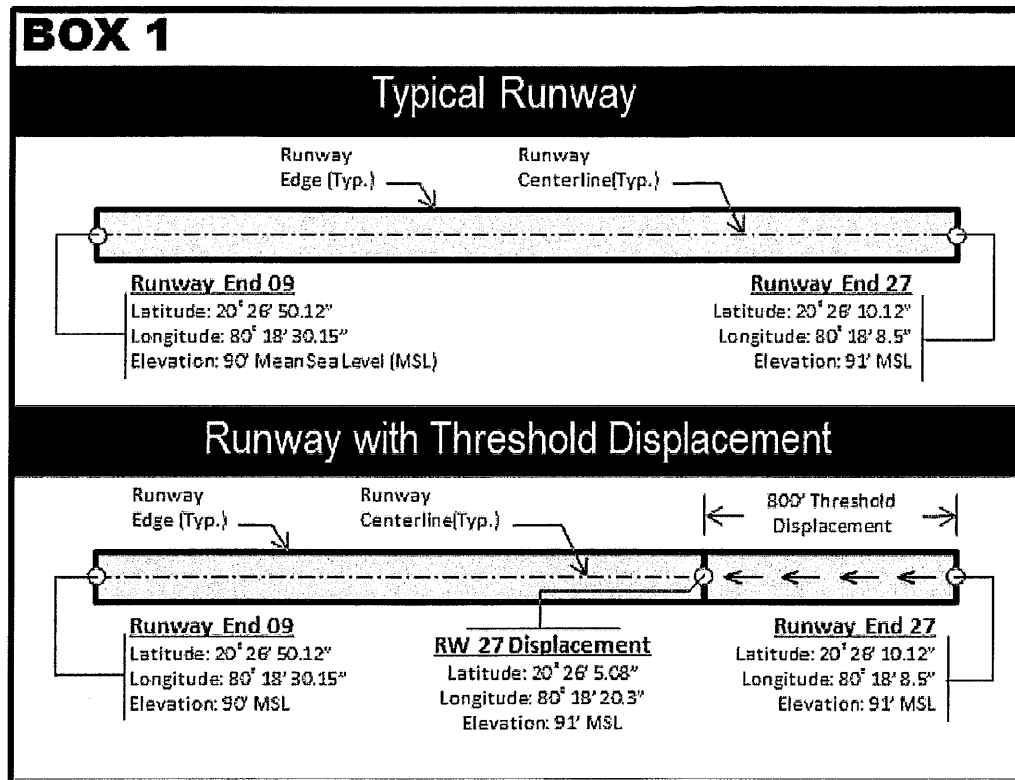 BOX 1
Typical Runway
Runway
Edge (Typ.)
Runway
Centerline(Typ.)
Runway End 09
Latitude: 20° 26' 50.12"
Longitude: 80° 18' 30.15"
Elevation: 90' Mean Sea Level (MSL)
Runway End 27
Latitude: 20° 26' 10.12"
Longitude: 80° 18' 8.5"
Elevation: 91' MSL
Runway with Threshold Displacement
Runway
Edge (Typ.)
Runway
Centerline(Typ.)
800' Threshold
Displacement
Runway End 09
Latitude: 20° 26' 50.12"
Longitude: 80° 18' 30.15"
Elevation: 90' MSL
RW 27 Displacement
Latitude: 20° 26' 5.08"
Longitude: 80° 18' 20.3"
Elevation: 91' MSL
Runway End 27
Latitude: 20° 26' 10.12"
Longitude: 80° 18' 8.5"
Elevation: 91' MSL